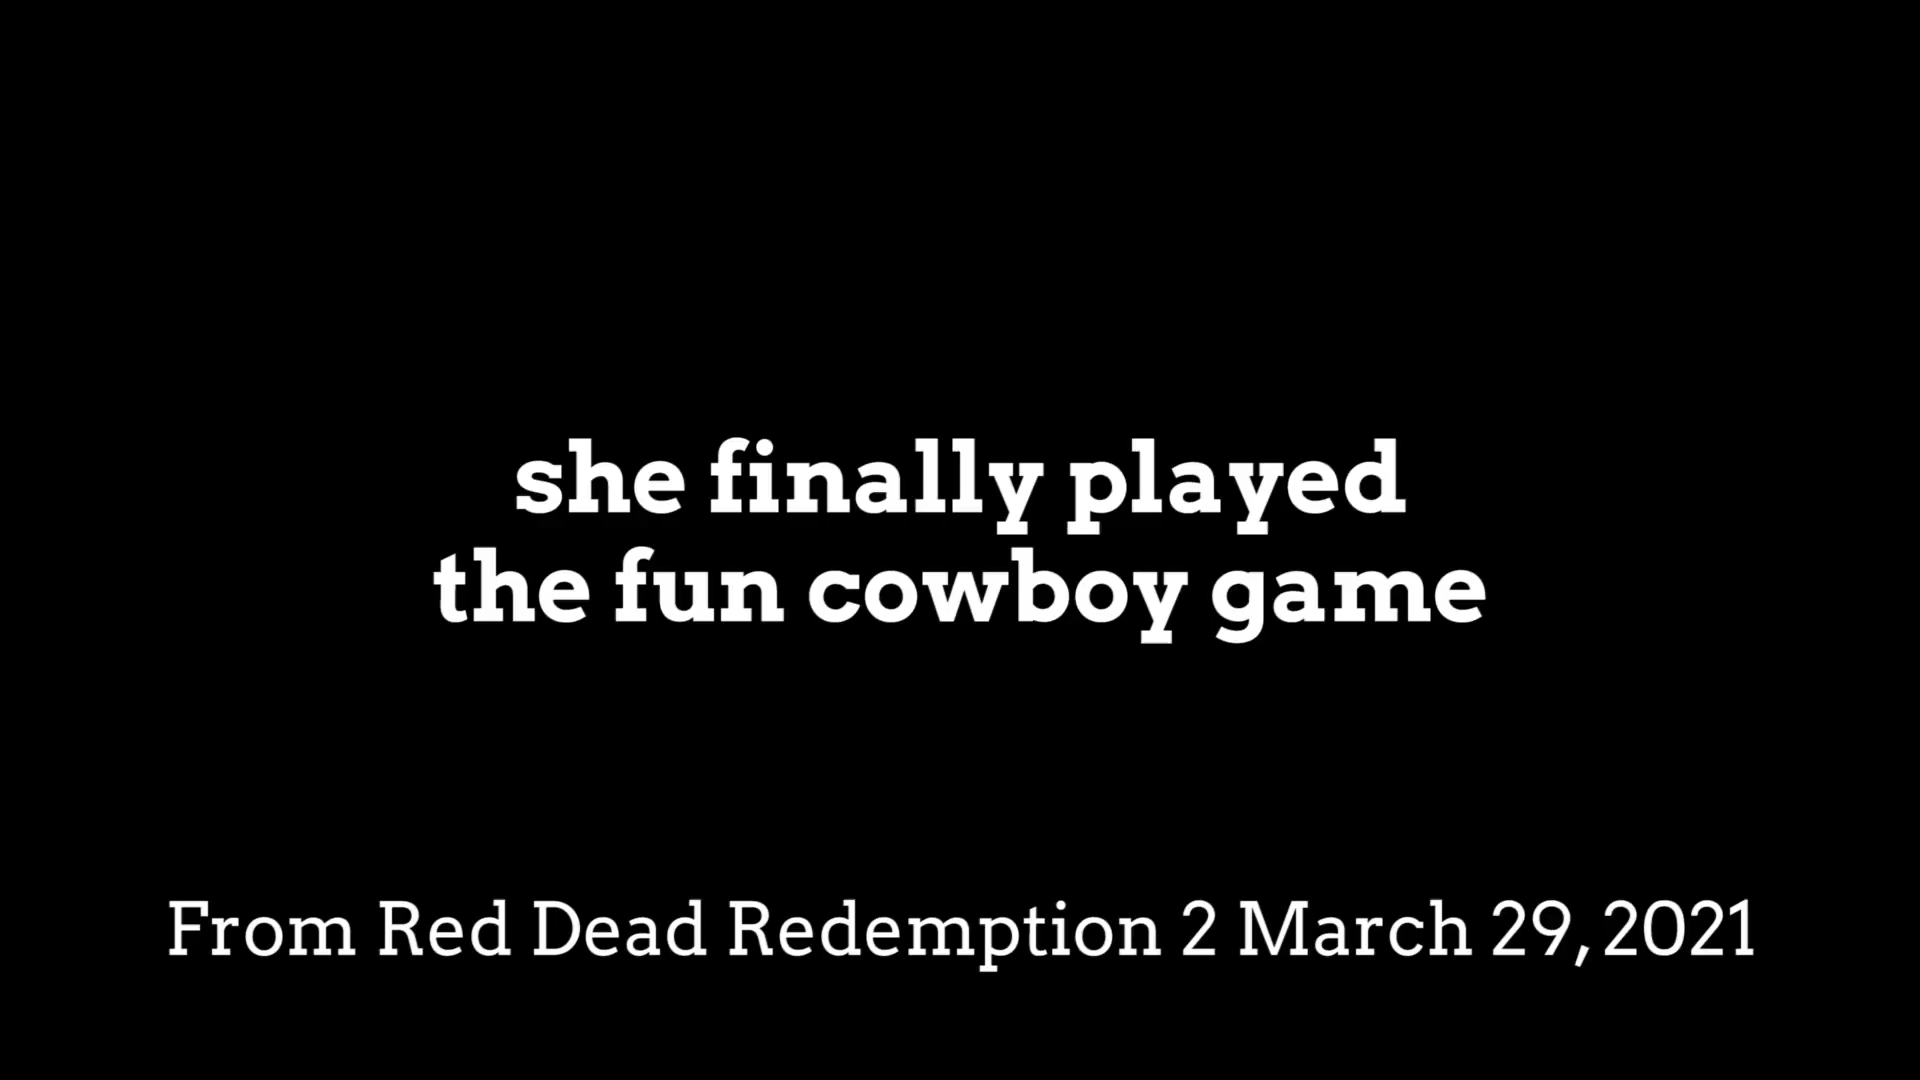 she finally played
the fun cowboy game
From Red Dead Redemption 2 March 29, 2021